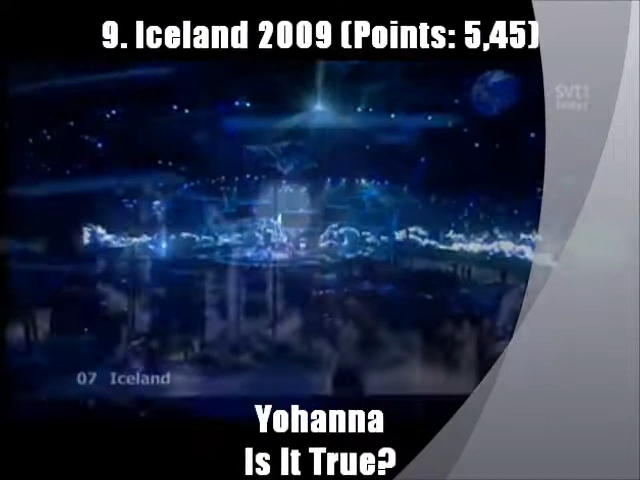 9. Iceland 2009 (Points: 5,45)
SVT1
07 Iceland
Yohanna
Is It True?